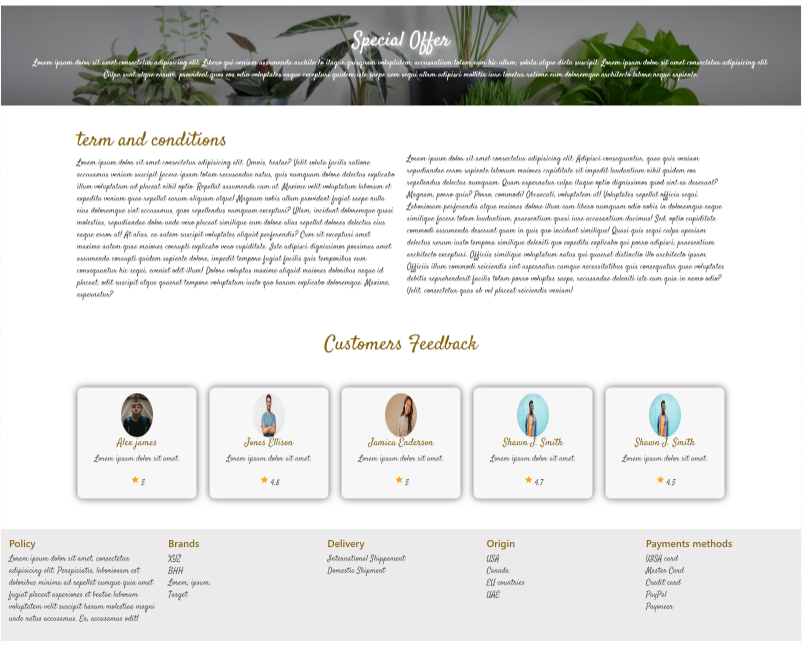 Special Offer
Lorem ipsum dolor sit amet consectetur adipisicing elit. Libero qui veniam assumenda architecto itaque quisquam voluptatem, accusantium totam eum hic ullam, soluta atque dicta suscipit. Lorem ipsum dolor sit amet consectetur adipisicing elit.
Culpa sunt atque earum, provident quos eos odio voluptates eaque excepturi quidem iste saepe rem sequi ullam adipisci mollitia iure tenetur ratione eum doloremque architecto labore neque sapiente.
term and conditions
Lorem ipsum dolor sit amet consectetur adipisicing elit. Omnis, beatae? Velit soluta facilis ratione
accusamus veniam suscipit facere ipsum totam recusandae natus, quis numquam dolore delectus explicabo
illum voluptatum ad placeat nihil optio. Repellat assumenda cum at. Maxime velit voluptatum laborum et
expedita veniam quae repellat earum aliquam atque! Magnam nobis ullam provident fugiat saepe nulla
eius doloremque sint accusamus, quos repellendus numquam excepturi? Ullam, incidunt doloremque quasi
molestias, repudiandae dolor unde vero placeat similique cum dolore alias repellat dolores delectus eius
eaque error at! At alias, ea autem suscipit voluptates aliquid perferendis? Cum sit excepturi amet
maxime autem quae maiores corrupti explicabo vero cupiditate. Iste adipisci dignissimos possimus amet
assumenda corrupti quidem sapiente dolore, impedit tempore fugiat facilis quis temporibus eum
consequuntur hic sequi, eveniet odit illum! Dolore voluptas maxime aliquid maiores doloribus neque id
placeat, odit suscipit atque quaerat tempore voluptatum iusto quo harum explicabo doloremque. Maxime,
aspernatur?
Lorem ipsum dolor sit amet consectetur adipisicing elit. Adipisci consequuntur, quae quis veniam
repudiandae error sapiente laborum maiores cupiditate sit impedit laudantium nihil quidem eos
repellendus delectus numquam. Quam aspernatur culpa itaque optio dignissimos quod sint ea deserunt?
Magnam, porro quia? Porro commodi! Obcaecati, voluptatem at! Voluptates repellat officia sequi.
Laboriosam perferendis atque maiores dolore illum eum libero numquam odio nobis in doloremque eaque
similique facere totam laudantium, praesentium quasi iure accusantium ducimus! Sed, optio cupiditate
commodi assumenda deserunt quam in quis quo incidunt similique! Quasi quis sequi culpa aperiam
delectus rerum iusto tempora similique deleniti quo expedita explicabo qui porro adipisci, praesentium
architecto excepturi. Officiis similique voluptatum natus qui quaerat distinctio illo architecto ipsum.
Officiis illum commodi reiciendis sint aspernatur cumque necessitatibus quis consequatur quae voluptates
debitis reprehenderit facilis totam porro voluptas saepe, recusandae deleniti iste eum quia in nemo odio?
Velit, consectetur quas ab vel placeat reiciendis veniam!
Customers Feedback
Alex james
Lorem ipsum dolor sit amet.
5
Jones Ellison
Lorem ipsum dolor sit amet.
4.8
Jamica Enderson
Lorem ipsum dolor sit amet.
5
Shawn J. Smith
Lorem ipsum dolor sit amet.
4.7
Shawn J. Smith
Lorem ipsum dolor sit amet.
4.5
Policy
Lorem ipsum dolor sit amet, consectetur
adipisicing elit. Perspiciatis, laboriosam est
doloribus minima ad repellat cumque quia amet
fugiat placeat asperiores et beatae laborum
voluptatem velit suscipit harum molestiae magni
unde natus accusamus. Ea, accusamus odit!
Brands
XYZ
BHH
Lorem, ipsum.
Target
Delivery
International Shippement
Domestic Shipment
Origin
USA
Canada
EU countries
UAE
Payments methods
VISA card
Master Card
Credit card
PayPal
Payoneer